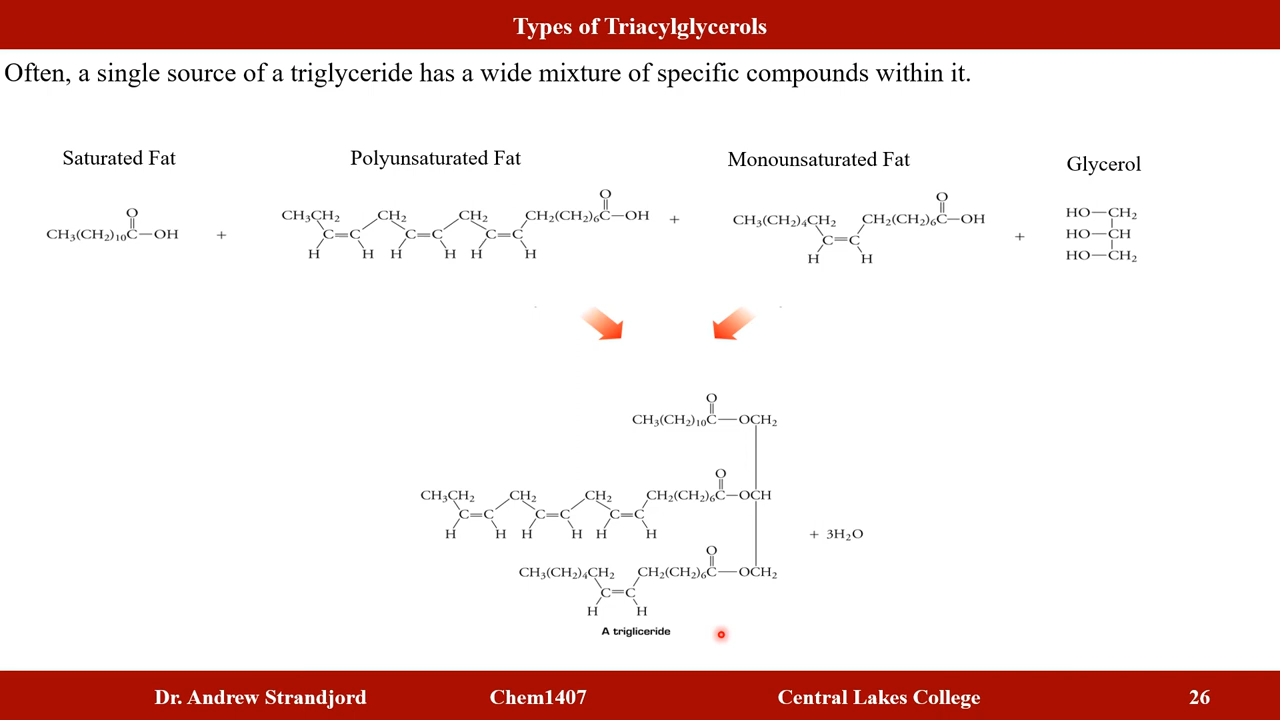 Types of Triacylglycerols
Often, a single source of a triglyceride has a wide mixture of specific compounds within it.
Saturated Fat
Polyunsaturated Fat
Monounsaturated Fat
Glycerol
O
CH₃(CH₂)₁₀C—OH
+
O
CH₃CH₂ CH₂ CH₂ CH₂(CH₂)₆C—OH
C=C C=C C=C
H H H H H H
+
O
CH₃(CH₂)₄CH₂ CH₂(CH₂)₆C—OH
C=C
H H
+
HO—CH₂
HO—CH
HO—CH₂
O
CH₃(CH₂)₁₀C—OCH₂
O
CH₃CH₂ CH₂ CH₂ CH₂(CH₂)₆C—OCH
C=C C=C C=C
H H H H H H
+ 3H₂O
O
CH₃(CH₂)₄CH₂ CH₂(CH₂)₆C—OCH₂
C=C
H H
A trigliceride
Dr. Andrew Strandjord Chem1407 Central Lakes College 26